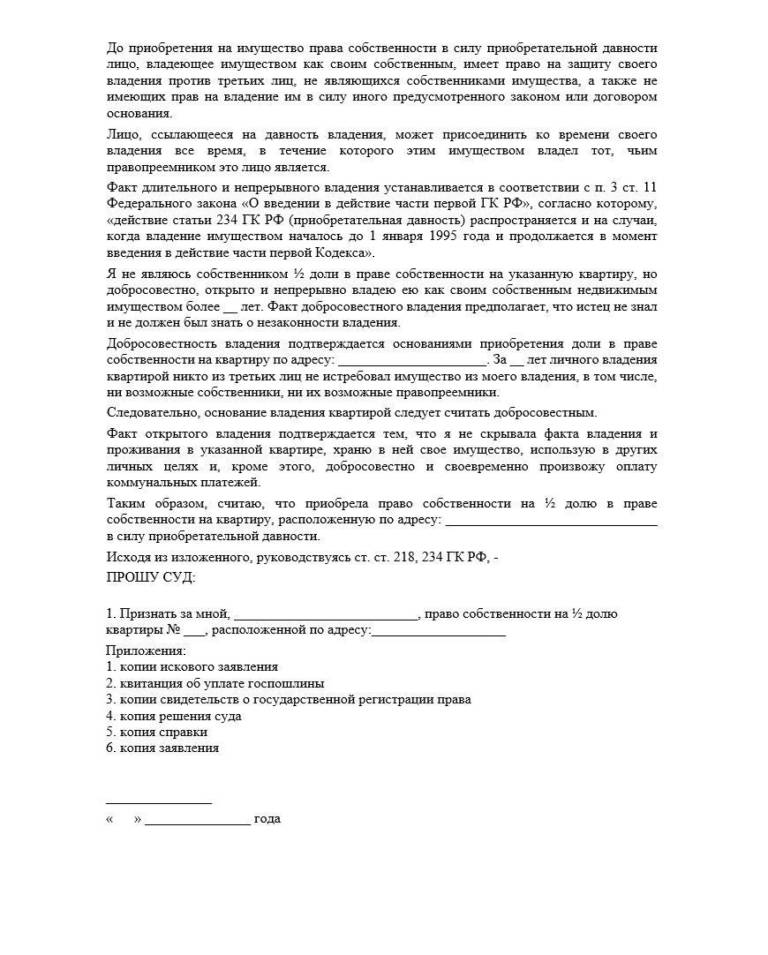 До приобретения на имущество права собственности в силу приобретательной давности
лицо, владеющее имуществом как своим собственным, имеет право на защиту своего
владения против третьих лиц, не являющихся собственниками имущества, а также не
имеющих прав на владение им в силу иного предусмотренного законом или договором
основания.
Лицо, ссылающееся на давность владения, может присоединить ко времени своего
владения все время, в течение которого этим имуществом владел тот, чьим
правопреемником это лицо является.
Факт длительного и непрерывного владения устанавливается в соответствии с п. 3 ст. 11
Федерального закона «О введении в действие части первой ГК РФ», согласно которому,
«действие статьи 234 ГК РФ (приобретательная давность) распространяется и на случаи,
когда владение имуществом началось до 1 января 1995 года и продолжается в момент
введения в действие части первой Кодекса».
Я не являюсь собственником ½ доли в праве собственности на указанную квартиру, но
добросовестно, открыто и непрерывно владею ею как своим собственным недвижимым
имуществом более __ лет. Факт добросовестного владения предполагает, что истец не знал
и не должен был знать о незаконности владения.
Добросовестность владения подтверждается основаниями приобретения доли в праве
собственности на квартиру по адресу: ______________________. За __ лет личного владения
квартирой никто из третьих лиц не истребовал имущество из моего владения, в том числе,
ни возможные собственники, ни их возможные правопреемники.
Следовательно, основание владения квартирой следует считать добросовестным.
Факт открытого владения подтверждается тем, что я не скрывала факта владения и
проживания в указанной квартире, храню в ней свое имущество, использую в других
личных целях и, кроме этого, добросовестно и своевременно произвожу оплату
коммунальных платежей.
Таким образом, считаю, что приобрела право собственности на ½ долю в праве
собственности на квартиру, расположенную по адресу: _______________________________
в силу приобретательной давности.
Исходя из изложенного, руководствуясь ст. ст. 218, 234 ГК РФ, -
ПРОШУ СУД:
1. Признать за мной, ___________________________, право собственности на ½ долю
квартиры № ___, расположенной по адресу:____________________
Приложения:
1. копии искового заявления
2. квитанция об уплате госпошлины
3. копии свидетельств о государственной регистрации права
4. копия решения суда
5. копия справки
6. копия заявления
________________
« » ________________ года